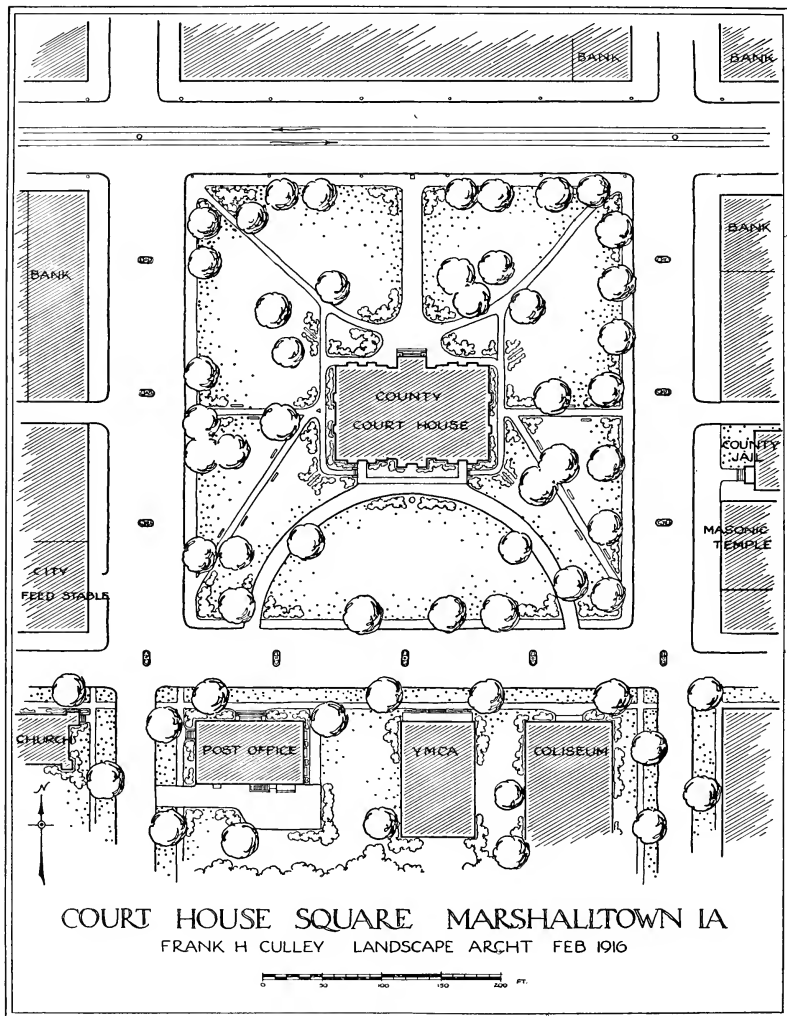 BANK
BANK
BANK
BANK
COUNTY
COURT HOUSE
COUNTY
JAIL
MASONIC
TEMPLE
CITY
FEED STABLE
CHURCH
POST OFFICE
YMCA
COLISEUM
N
COURT HOUSE SQUARE MARSHALLTOWN IA
FRANK H CULLEY LANDSCAPE ARCHT FEB 1916
0 50 100 150 200 FT.